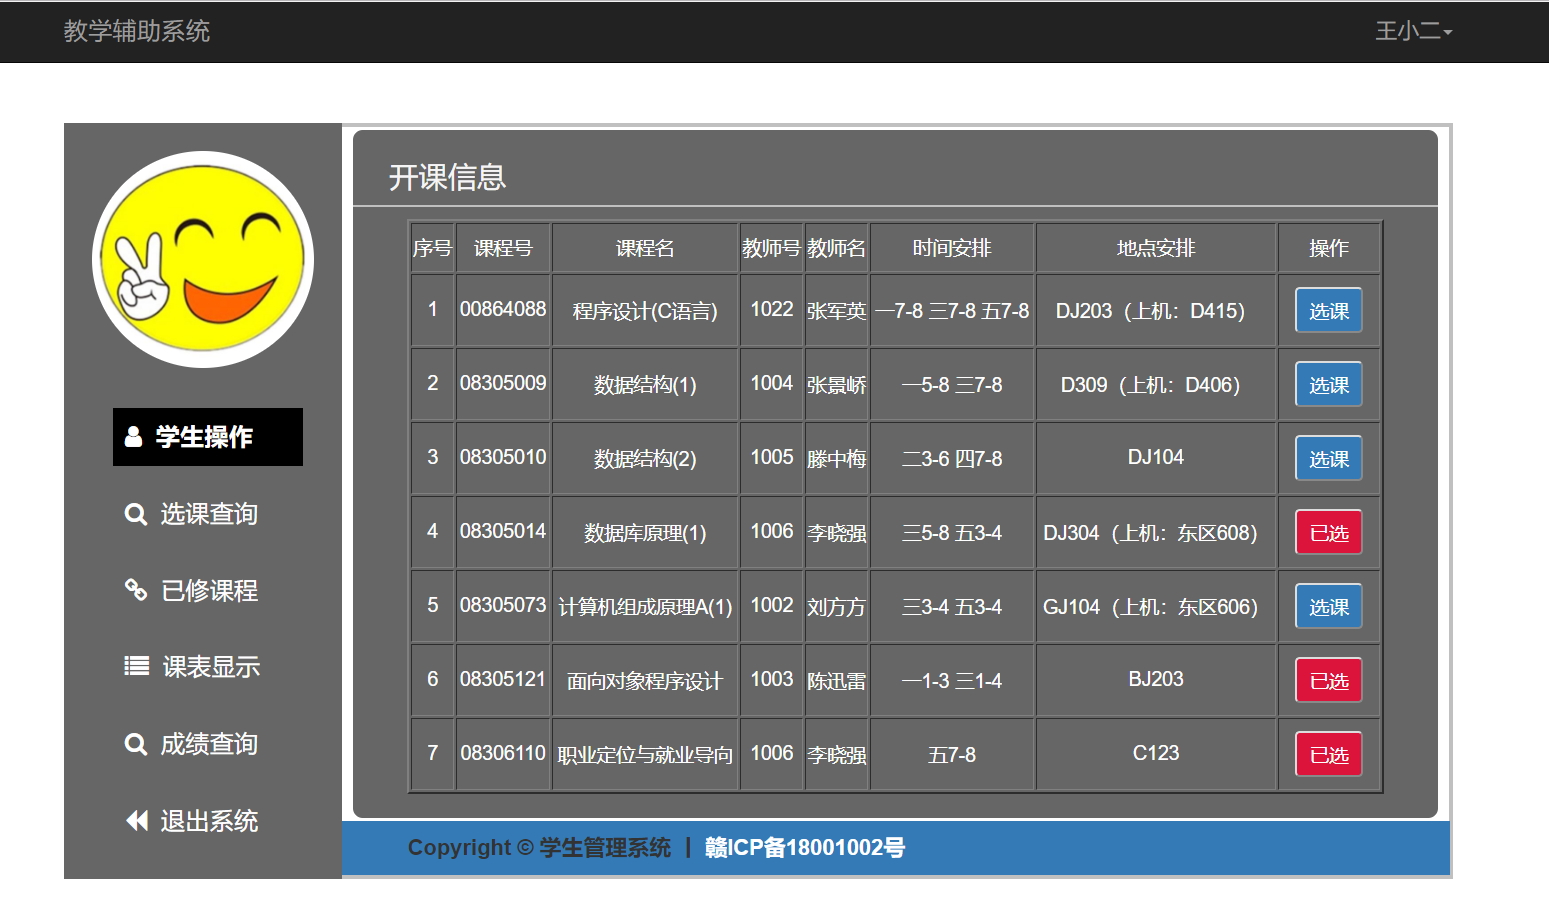 教学辅助系统
王小二
学生操作
选课查询
已修课程
课表显示
成绩查询
退出系统
开课信息
序号 课程号 课程名 教师号 教师名 时间安排 地点安排 操作
1 00864088 程序设计(C语言) 1022 张军英 一7-8 三7-8 五7-8 DJ203（上机：D415） 选课
2 08305009 数据结构(1) 1004 张景峤 一5-8 三7-8 D309（上机：D406） 选课
3 08305010 数据结构(2) 1005 滕中梅 二3-6 四7-8 DJ104 选课
4 08305014 数据库原理(1) 1006 李晓强 三5-8 五3-4 DJ304（上机：东区608） 已选
5 08305073 计算机组成原理A(1) 1002 刘方方 三3-4 五3-4 GJ104（上机：东区606） 选课
6 08305121 面向对象程序设计 1003 陈迅雷 一1-3 三1-4 BJ203 已选
7 08306110 职业定位与就业导向 1006 李晓强 五7-8 C123 已选
Copyright © 学生管理系统 | 赣ICP备18001002号